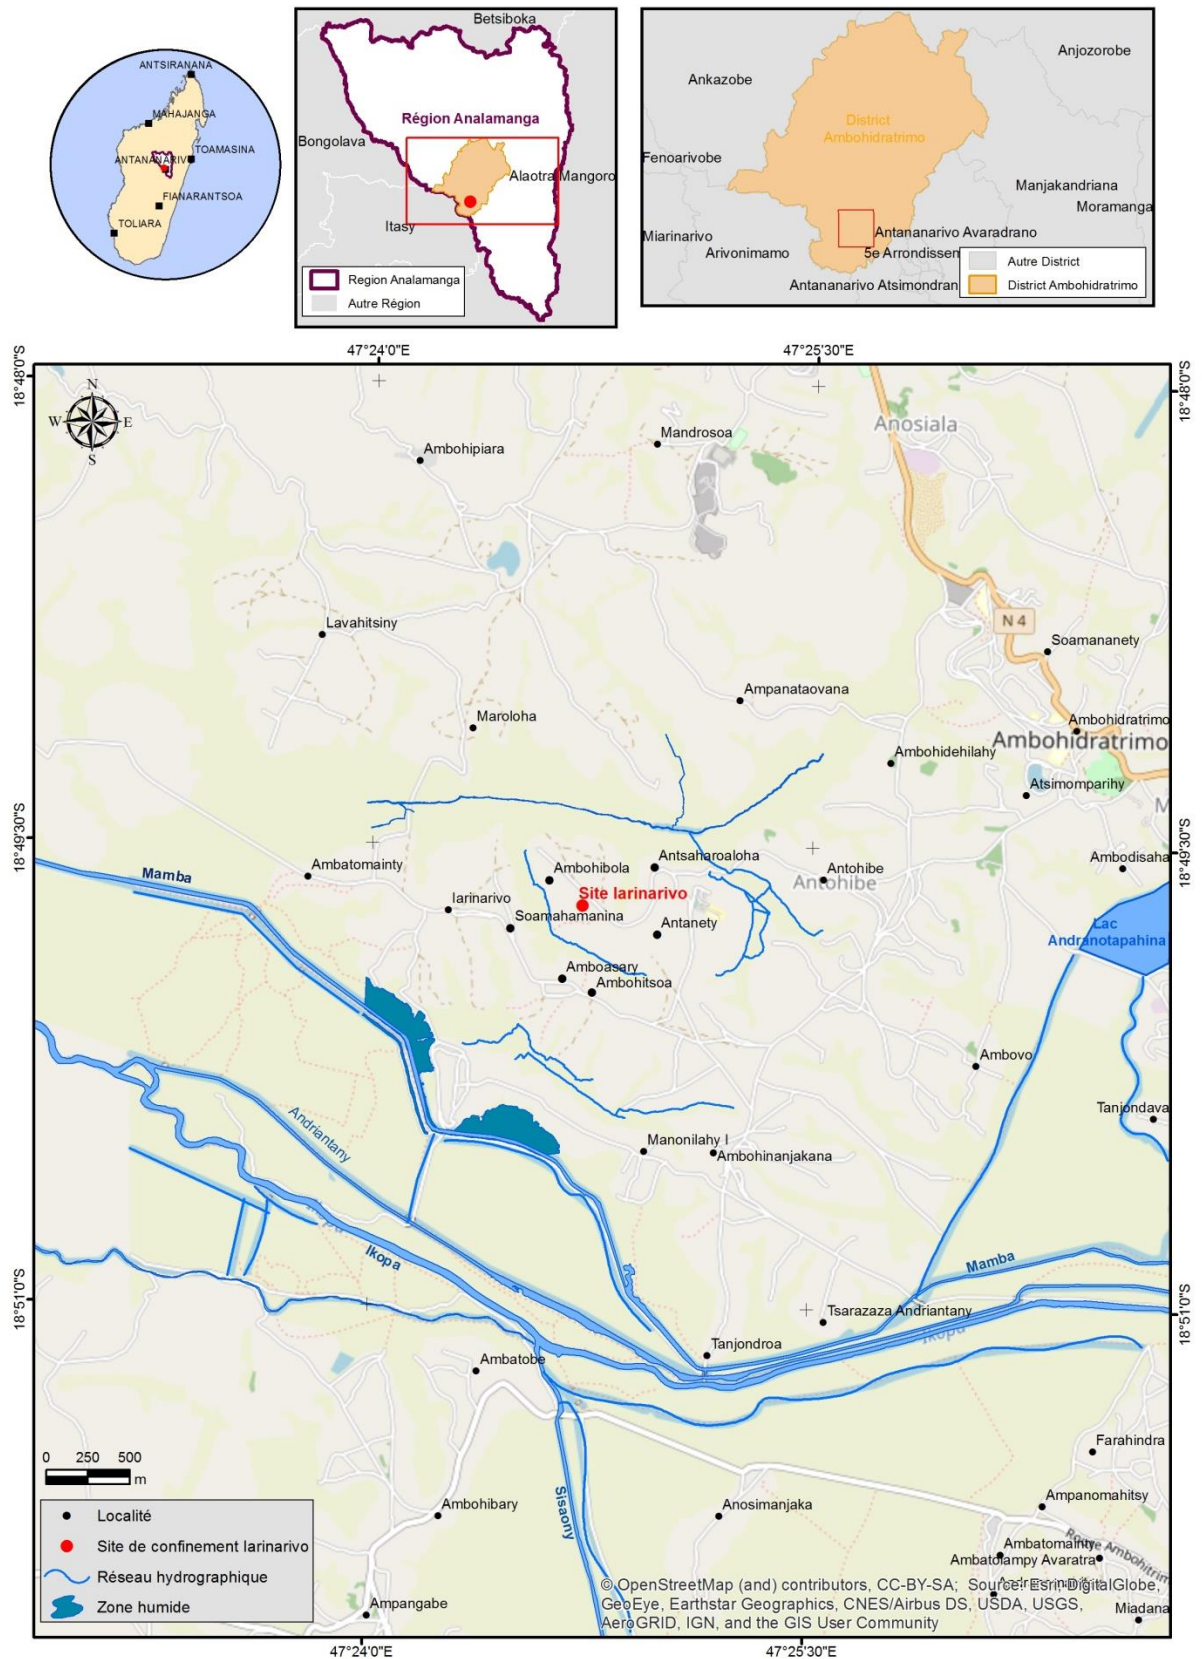 ANTSIRANANA
MAHAJANGA
TOAMASINA
ANTANANARIVO
FIANARANTSOA
TOLIARA
Betsiboka
Région Analamanga
Bongolava
Alaotra Mangoro
Itasy
Region Analamanga
Autre Région
Anjozorobe
Ankazobe
District
Ambohidratrimo
Fenoarivobe
Manjakandriana
Moramanga
Miarinarivo
Antananarivo Avaradrano
Arivonimamo
5e Arrondissem
Antananarivo Atsimondran
Autre District
District Ambohidratrimo
47°24'0"E
47°25'30"E
18°48'0"S
18°48'0"S
N
W
E
S
Anosiala
Mandrosoa
Ambohipiara
N 4
Lavahitsiny
Soamananety
Ampanataovana
Maroloha
Ambohidratrimo
Ambohidratrimo
Ambohidehilahy
Atsimomparihy
M
18°49'30"S
18°49'30"S
Ambatomainty
Mamba
Ambohibola
Antsaharoaloha
Antohibe
Antohibe
Ambodisaha
Site Iarinarivo
Iarinarivo
Soamahamanina
Antanety
Lac
Andranotapahina
Amboasary
Ambohitsoa
Ambovo
Andriantany
Tanjondava
Manonilahy I
Ambohinanjakana
Ikopa
Ikopa
Mamba
18°51'0"S
18°51'0"S
Tsarazaza Andriantany
Ikopa
Tanjondroa
Ambatobe
Sisaony
Farahindra
Ambohibary
Anosimanjaka
Ampanomahitsy
Ambatomainty
Ambatolampy Avaratra
Route Ambohitrim
Miadana
Ampangabe
0 250 500
m
Localité
Site de confinement Iarinarivo
Réseau hydrographique
Zone humide
© OpenStreetMap (and) contributors, CC-BY-SA; Source: Esri, DigitalGlobe,
GeoEye, Earthstar Geographics, CNES/Airbus DS, USDA, USGS,
AeroGRID, IGN, and the GIS User Community
47°24'0"E
47°25'30"E